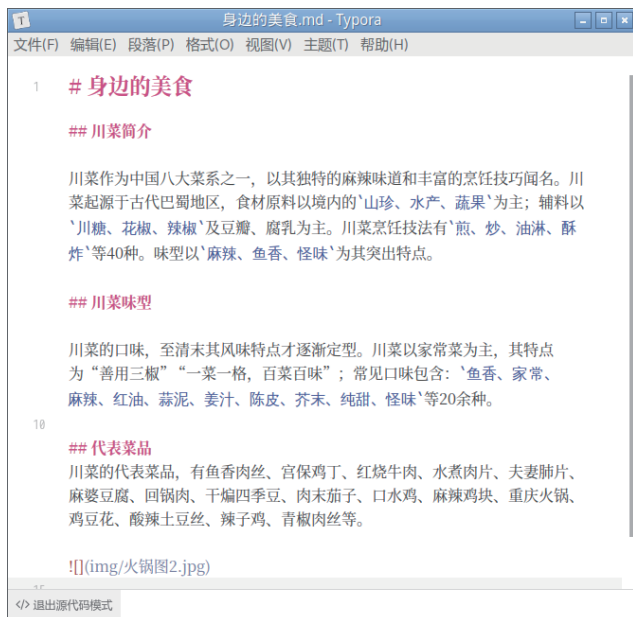 T 身边的美食.md - Typora
文件(F) 编辑(E) 段落(P) 格式(O) 视图(V) 主题(T) 帮助(H)
1 # 身边的美食
## 川菜简介
川菜作为中国八大菜系之一，以其独特的麻辣味道和丰富的烹饪技巧闻名。川
菜起源于古代巴蜀地区，食材原料以境内的`山珍、水产、蔬果`为主；辅料以
`川糖、花椒、辣椒`及豆瓣、腐乳为主。川菜烹饪技法有`煎、炒、油淋、酥
炸`等40种。味型以`麻辣、鱼香、怪味`为其突出特点。
## 川菜味型
川菜的口味，至清末其风味特点才逐渐定型。川菜以家常菜为主，其特点
为“善用三椒”“一菜一格，百菜百味”；常见口味包含：`鱼香、家常、
麻辣、红油、蒜泥、姜汁、陈皮、芥末、纯甜、怪味`等20余种。
10
## 代表菜品
川菜的代表菜品，有鱼香肉丝、宫保鸡丁、红烧牛肉、水煮肉片、夫妻肺片、
麻婆豆腐、回锅肉、干煸四季豆、肉末茄子、口水鸡、麻辣鸡块、重庆火锅、
鸡豆花、酸辣土豆丝、辣子鸡、青椒肉丝等。
![](img/火锅图2.jpg)
15
</> 退出源代码模式